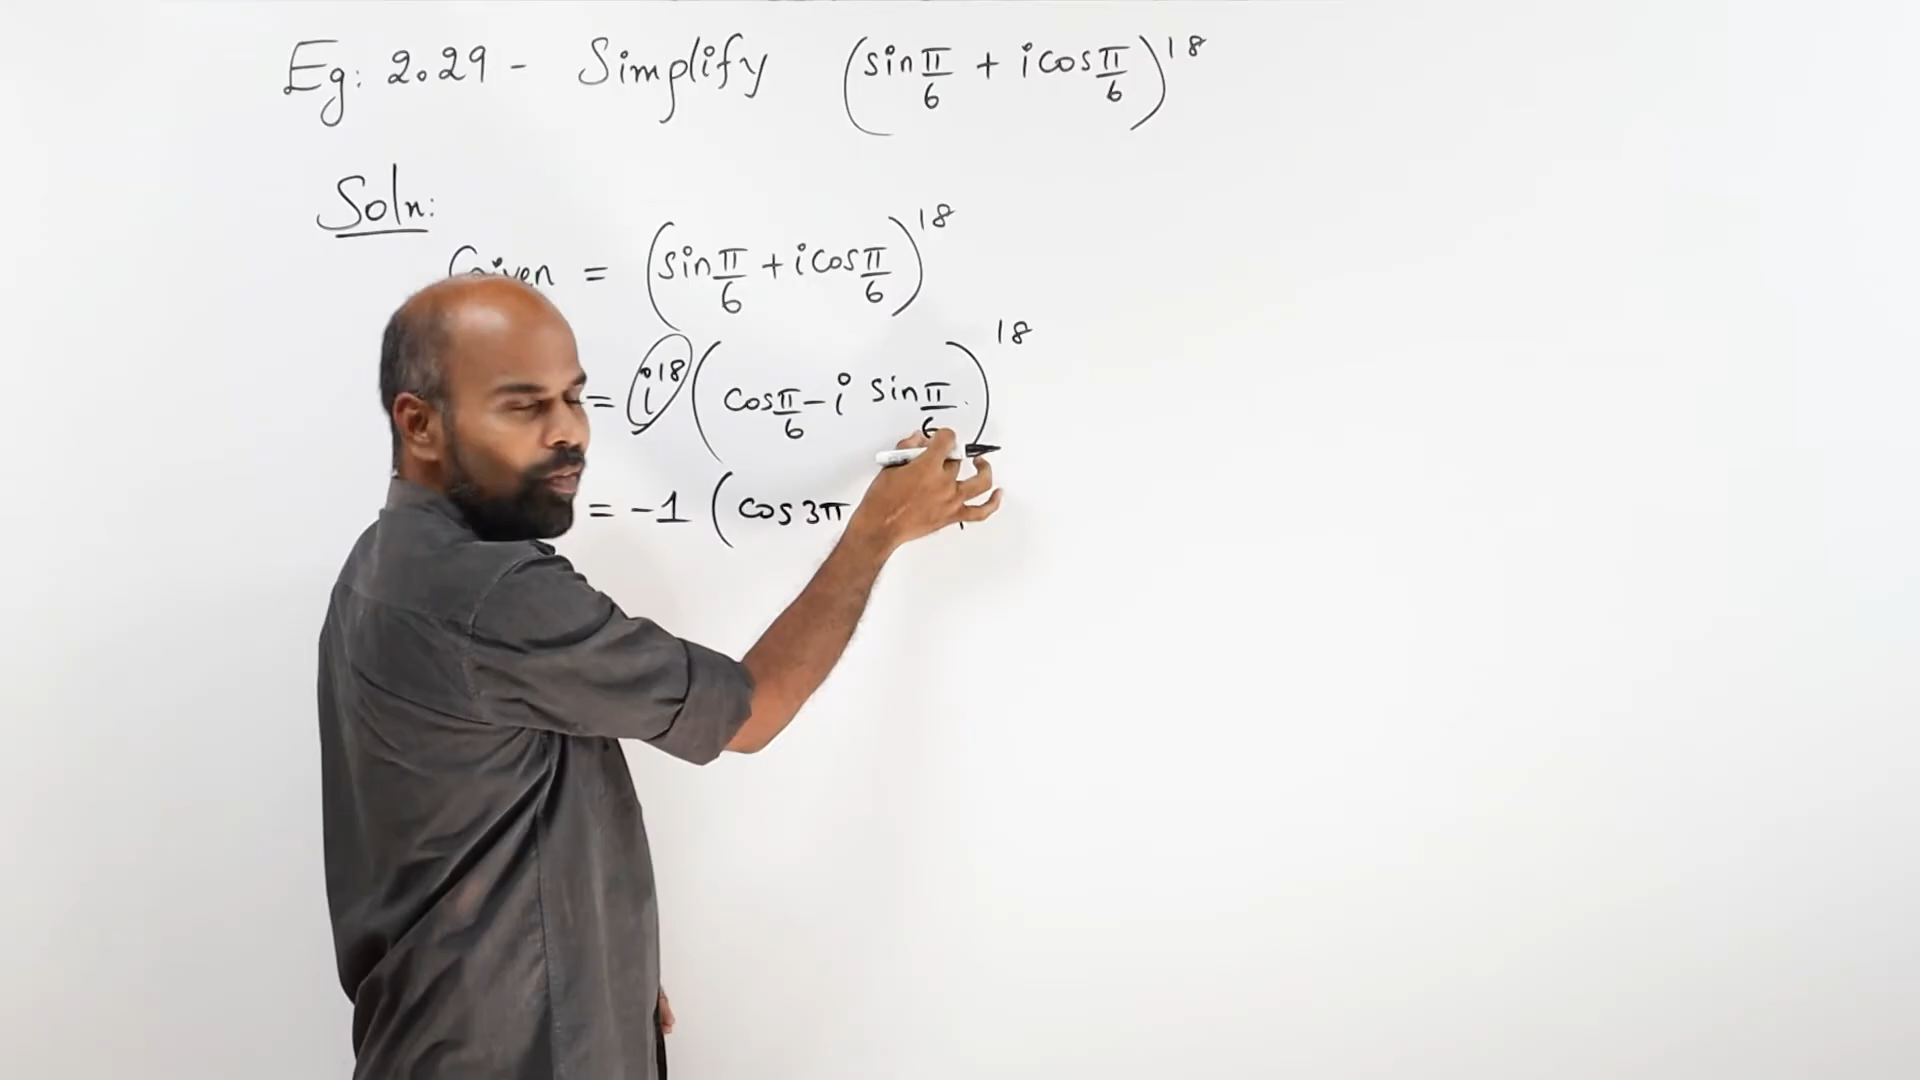 Eg: 2.29 - Simplify (sin π/6 + i cos π/6)^18
Soln:
Given = (sin π/6 + i cos π/6)^18
= i^18 (cos π/6 - i sin π/6)^18
= -1 (cos 3π